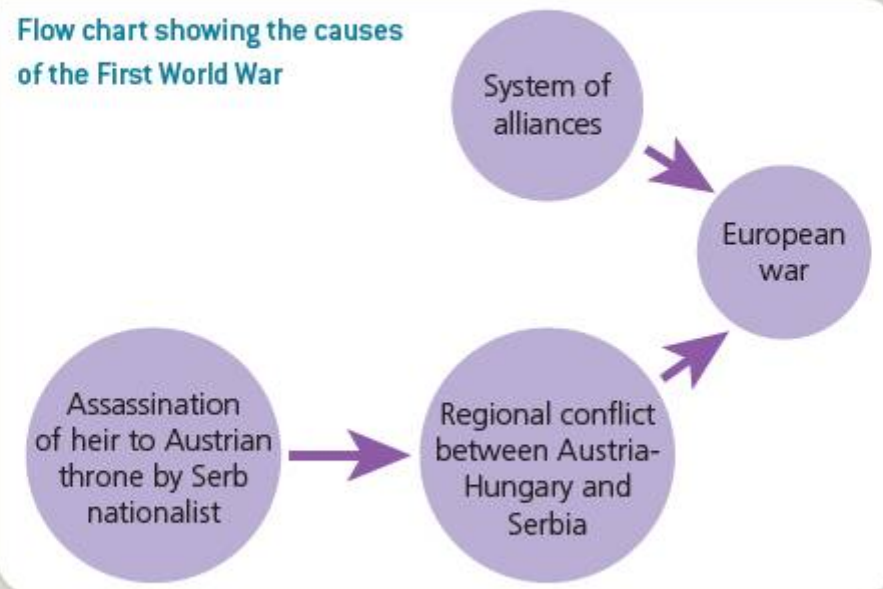 Flow chart showing the causes
of the First World War
System of
alliances
European
war
Assassination
of heir to Austrian
throne by Serb
nationalist
Regional conflict
between Austria-
Hungary and
Serbia